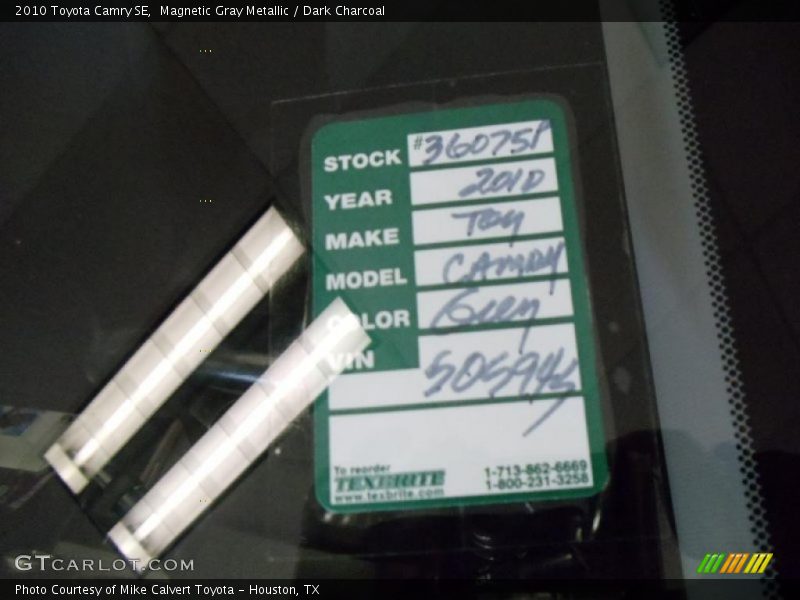 2010 Toyota Camry SE, Magnetic Gray Metallic / Dark Charcoal
STOCK #36075P
YEAR 2010
MAKE Toy
MODEL CAMRY
COLOR Grey
VIN
To reorder
TEXBRITE
www.texbrite.com
1-713-862-6669
1-800-231-3258
GTCARLOT.COM
Photo Courtesy of Mike Calvert Toyota - Houston, TX